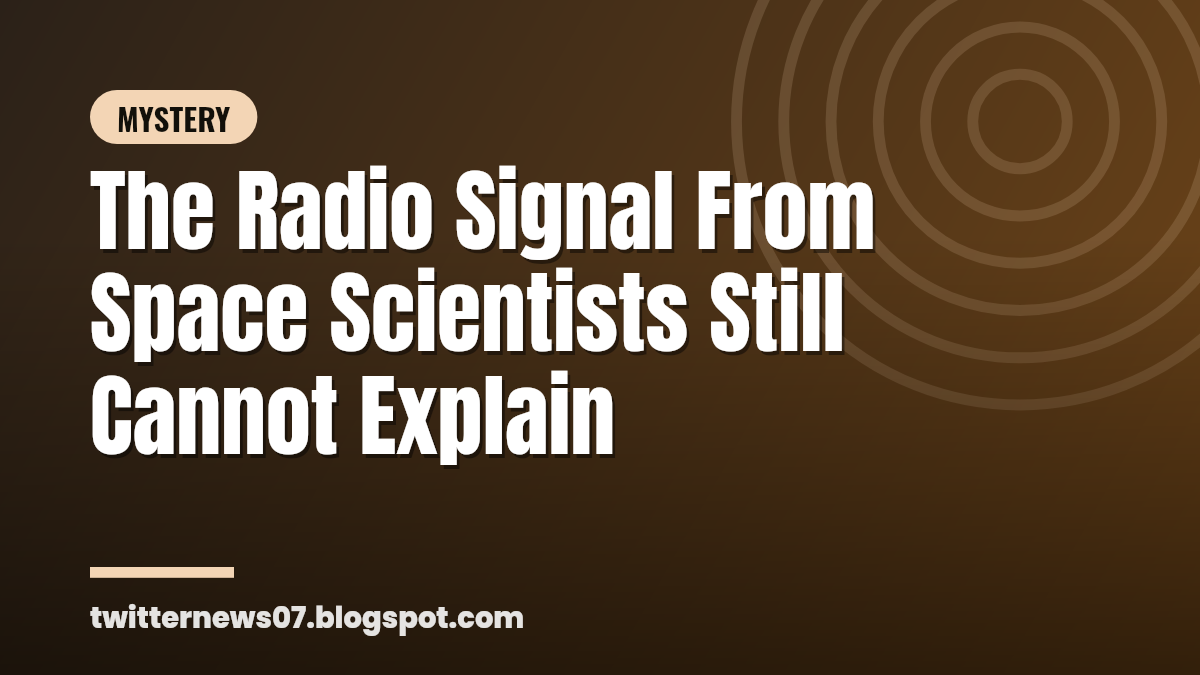 MYSTERY
The Radio Signal From
Space Scientists Still
Cannot Explain
twitternews07.blogspot.com